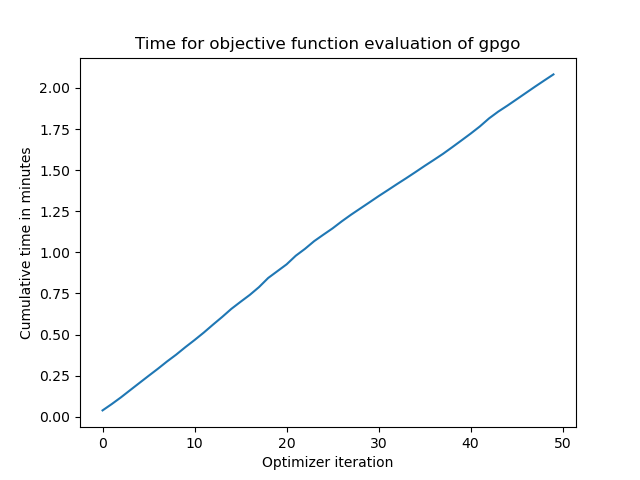 Time for objective function evaluation of gpgo
2.00
1.75
1.50
1.25
1.00
0.75
0.50
0.25
0.00
Cumulative time in minutes
0 10 20 30 40 50
Optimizer iteration